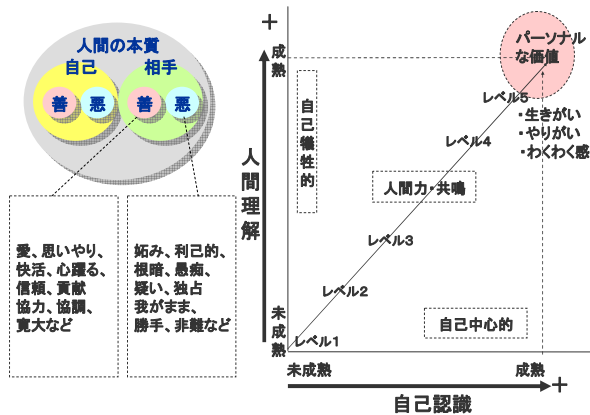 人間の本質
自己
相手
善
悪
善
悪
愛、思いやり、
快活、心躍る、
信頼、貢献
協力、協調、
寛大など
妬み、利己的、
根暗、愚痴、
疑い、独占
我がまま、
勝手、非難など
＋
成熟
人間理解
未成熟
自己犠牲的
人間力・共鳴
自己中心的
パーソナル
な価値
レベル5
・生きがい
・やりがい
・わくわく感
レベル4
レベル3
レベル2
レベル1
未成熟
成熟
＋
自己認識